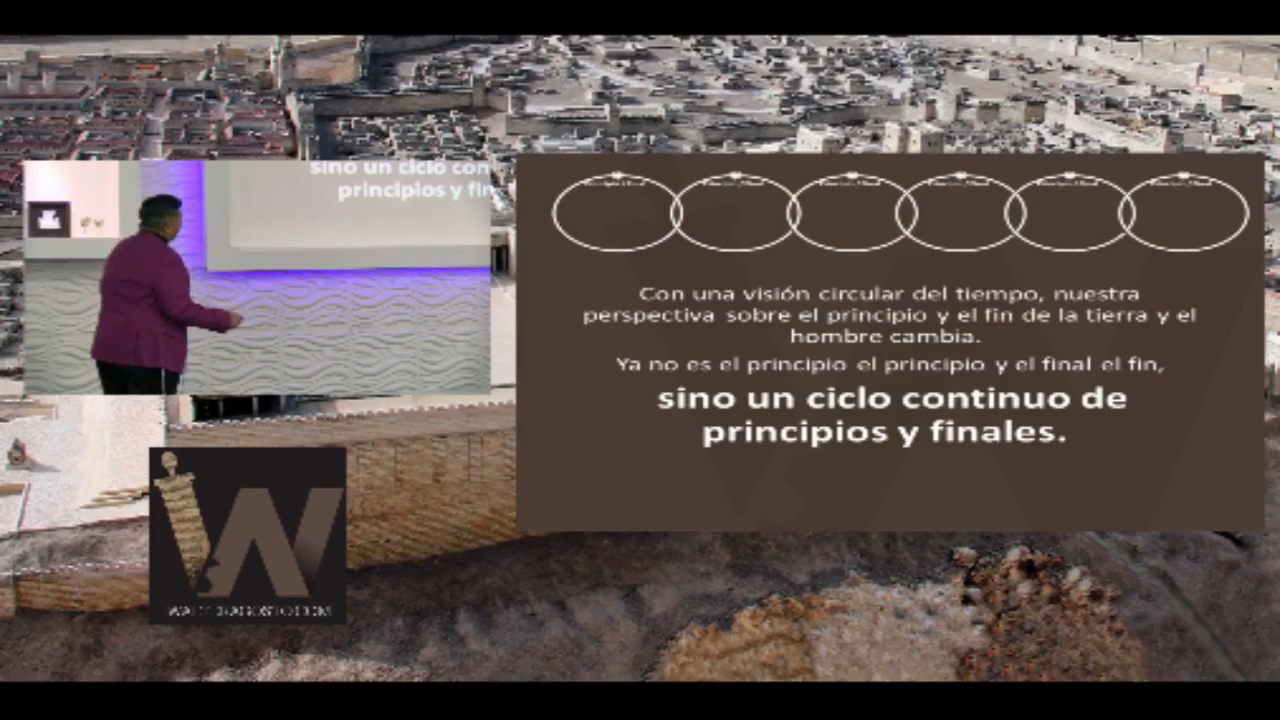 sino un ciclo con
principios y fin
Con una visión circular del tiempo, nuestra
perspectiva sobre el principio y el fin de la tierra y el
hombre cambia.
Ya no es el principio el principio y el final el fin,
sino un ciclo continuo de
principios y finales.
W